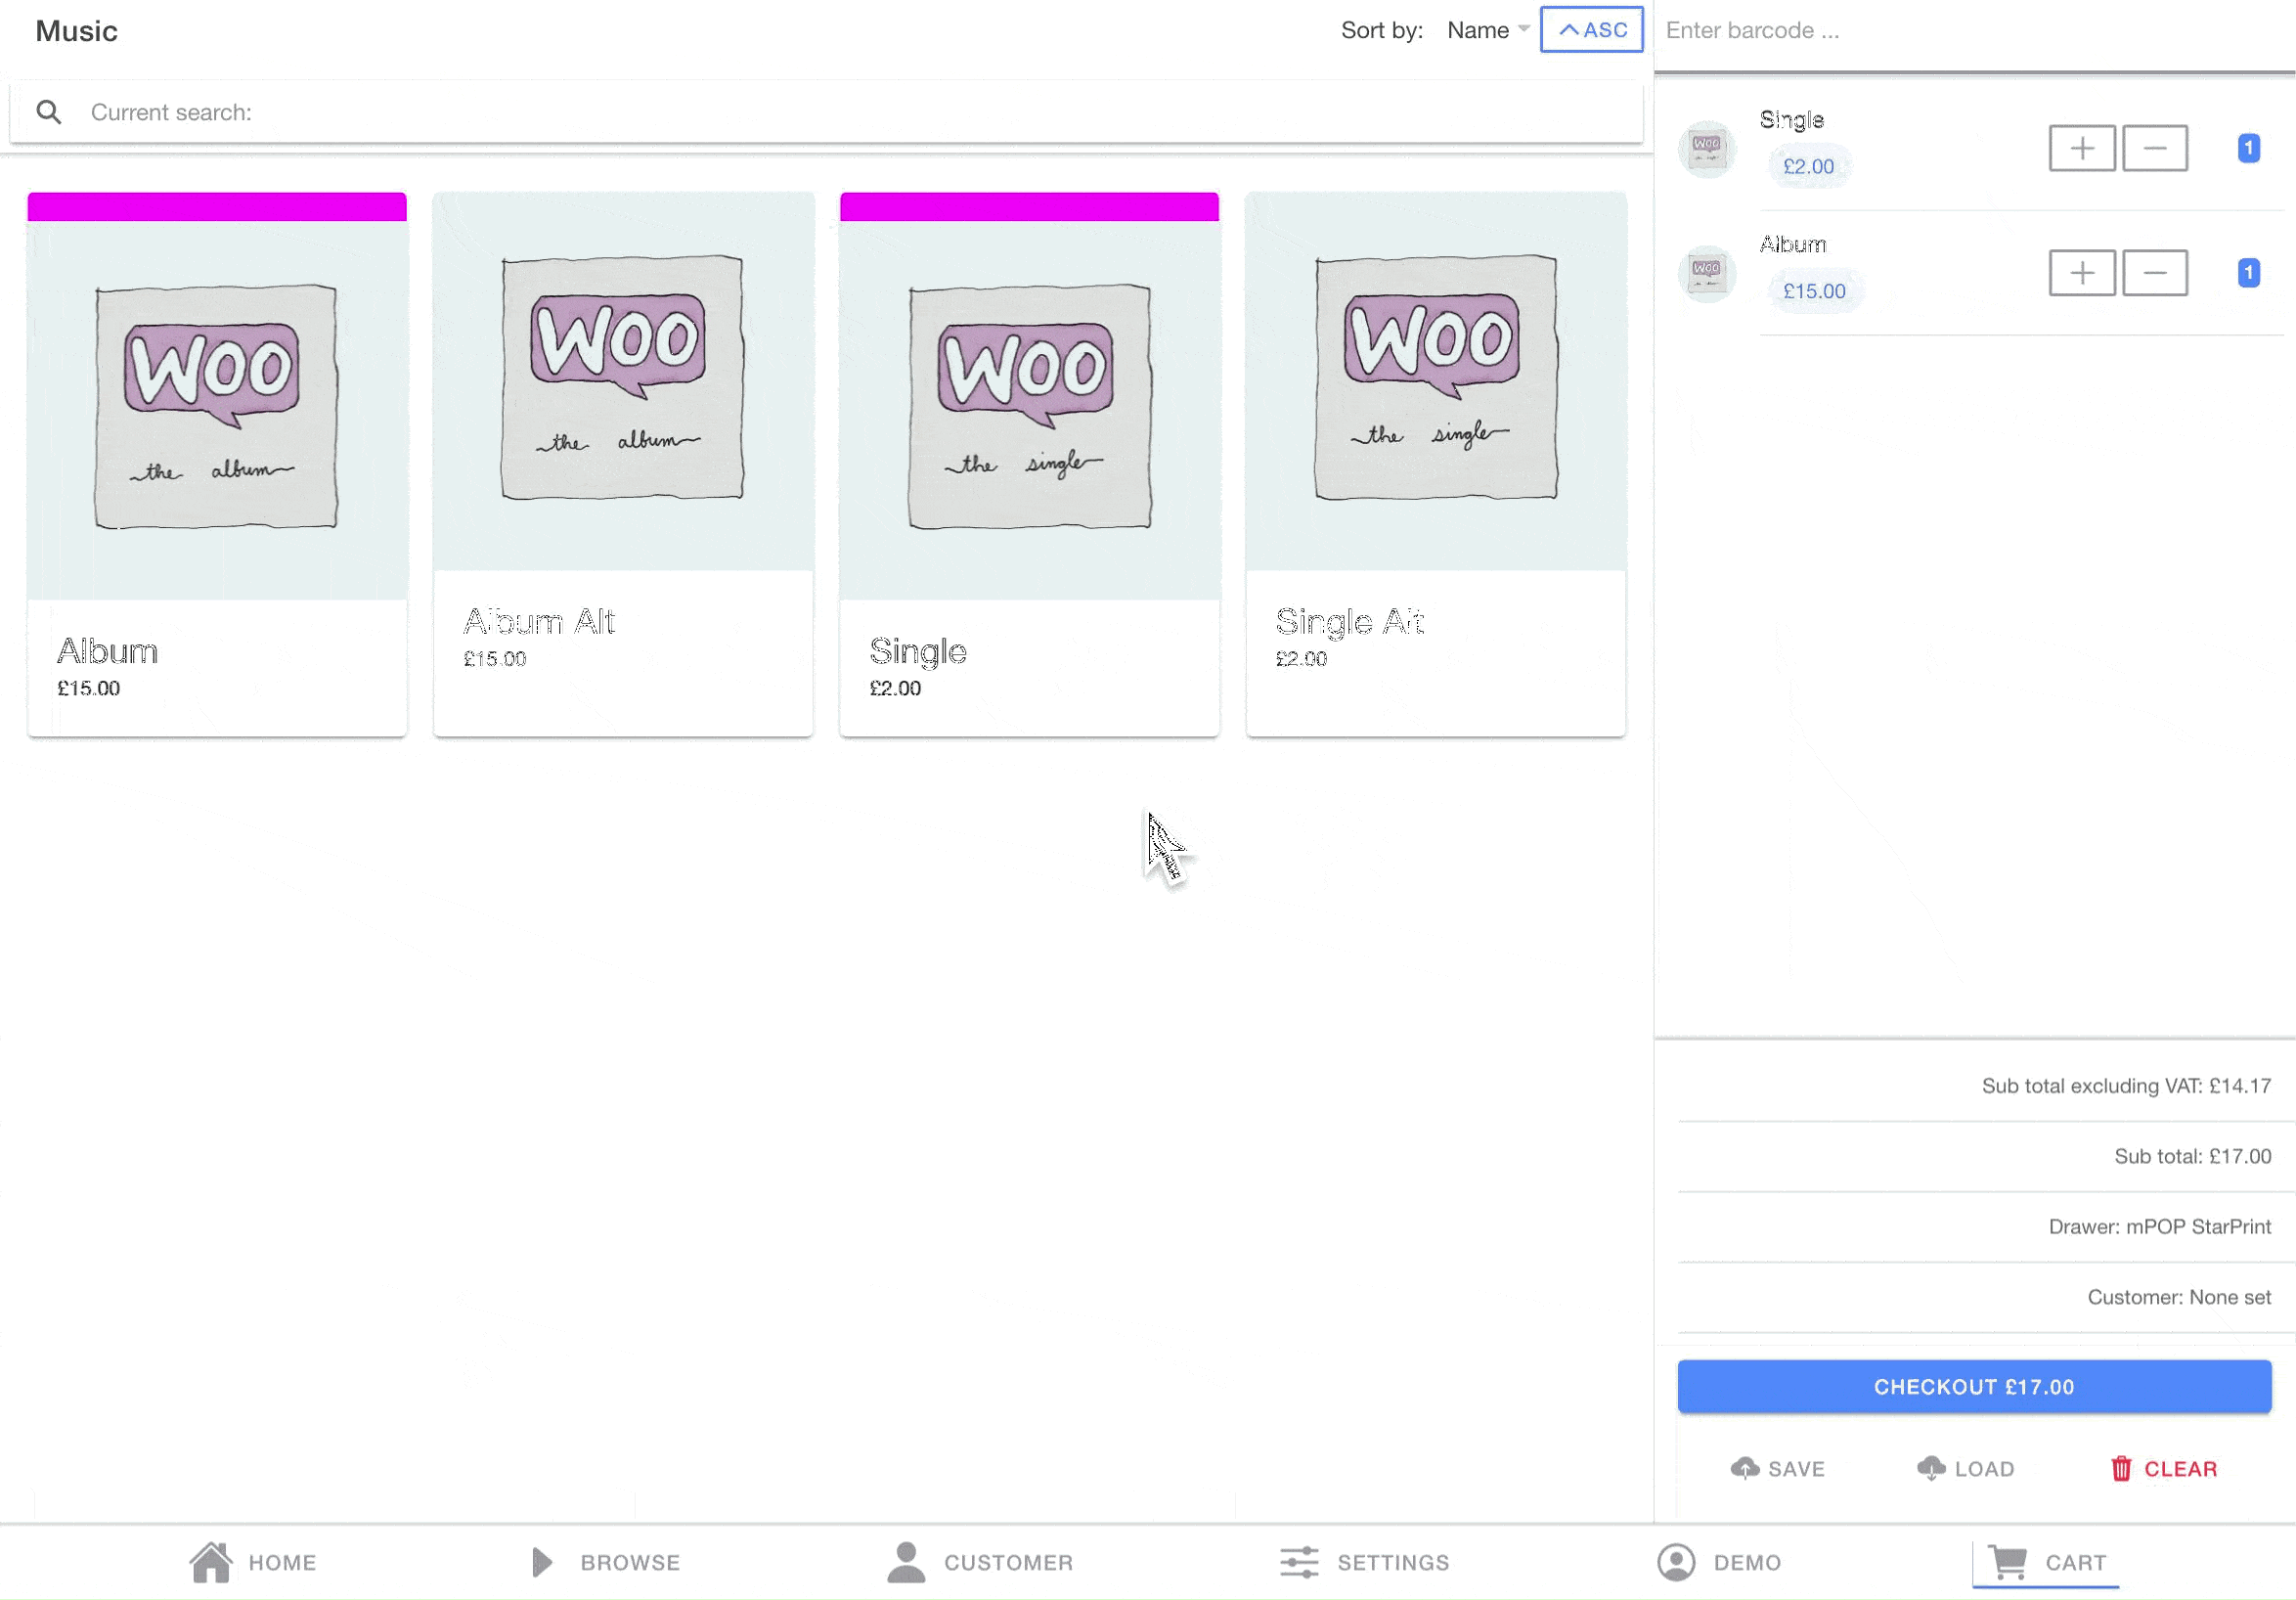 Music
Sort by: Name ASC
Current search:
WOO
the album
Album
£15.00
WOO
the album
Album Alt
£15.00
WOO
the single
Single
£2.00
WOO
the single
Single Alt
£2.00
Enter barcode ...
Single
£2.00
1
Album
£15.00
1
Sub total excluding VAT: £14.17
Sub total: £17.00
Drawer: mPOP StarPrint
Customer: None set
CHECKOUT £17.00
SAVE LOAD CLEAR
HOME BROWSE CUSTOMER SETTINGS DEMO CART